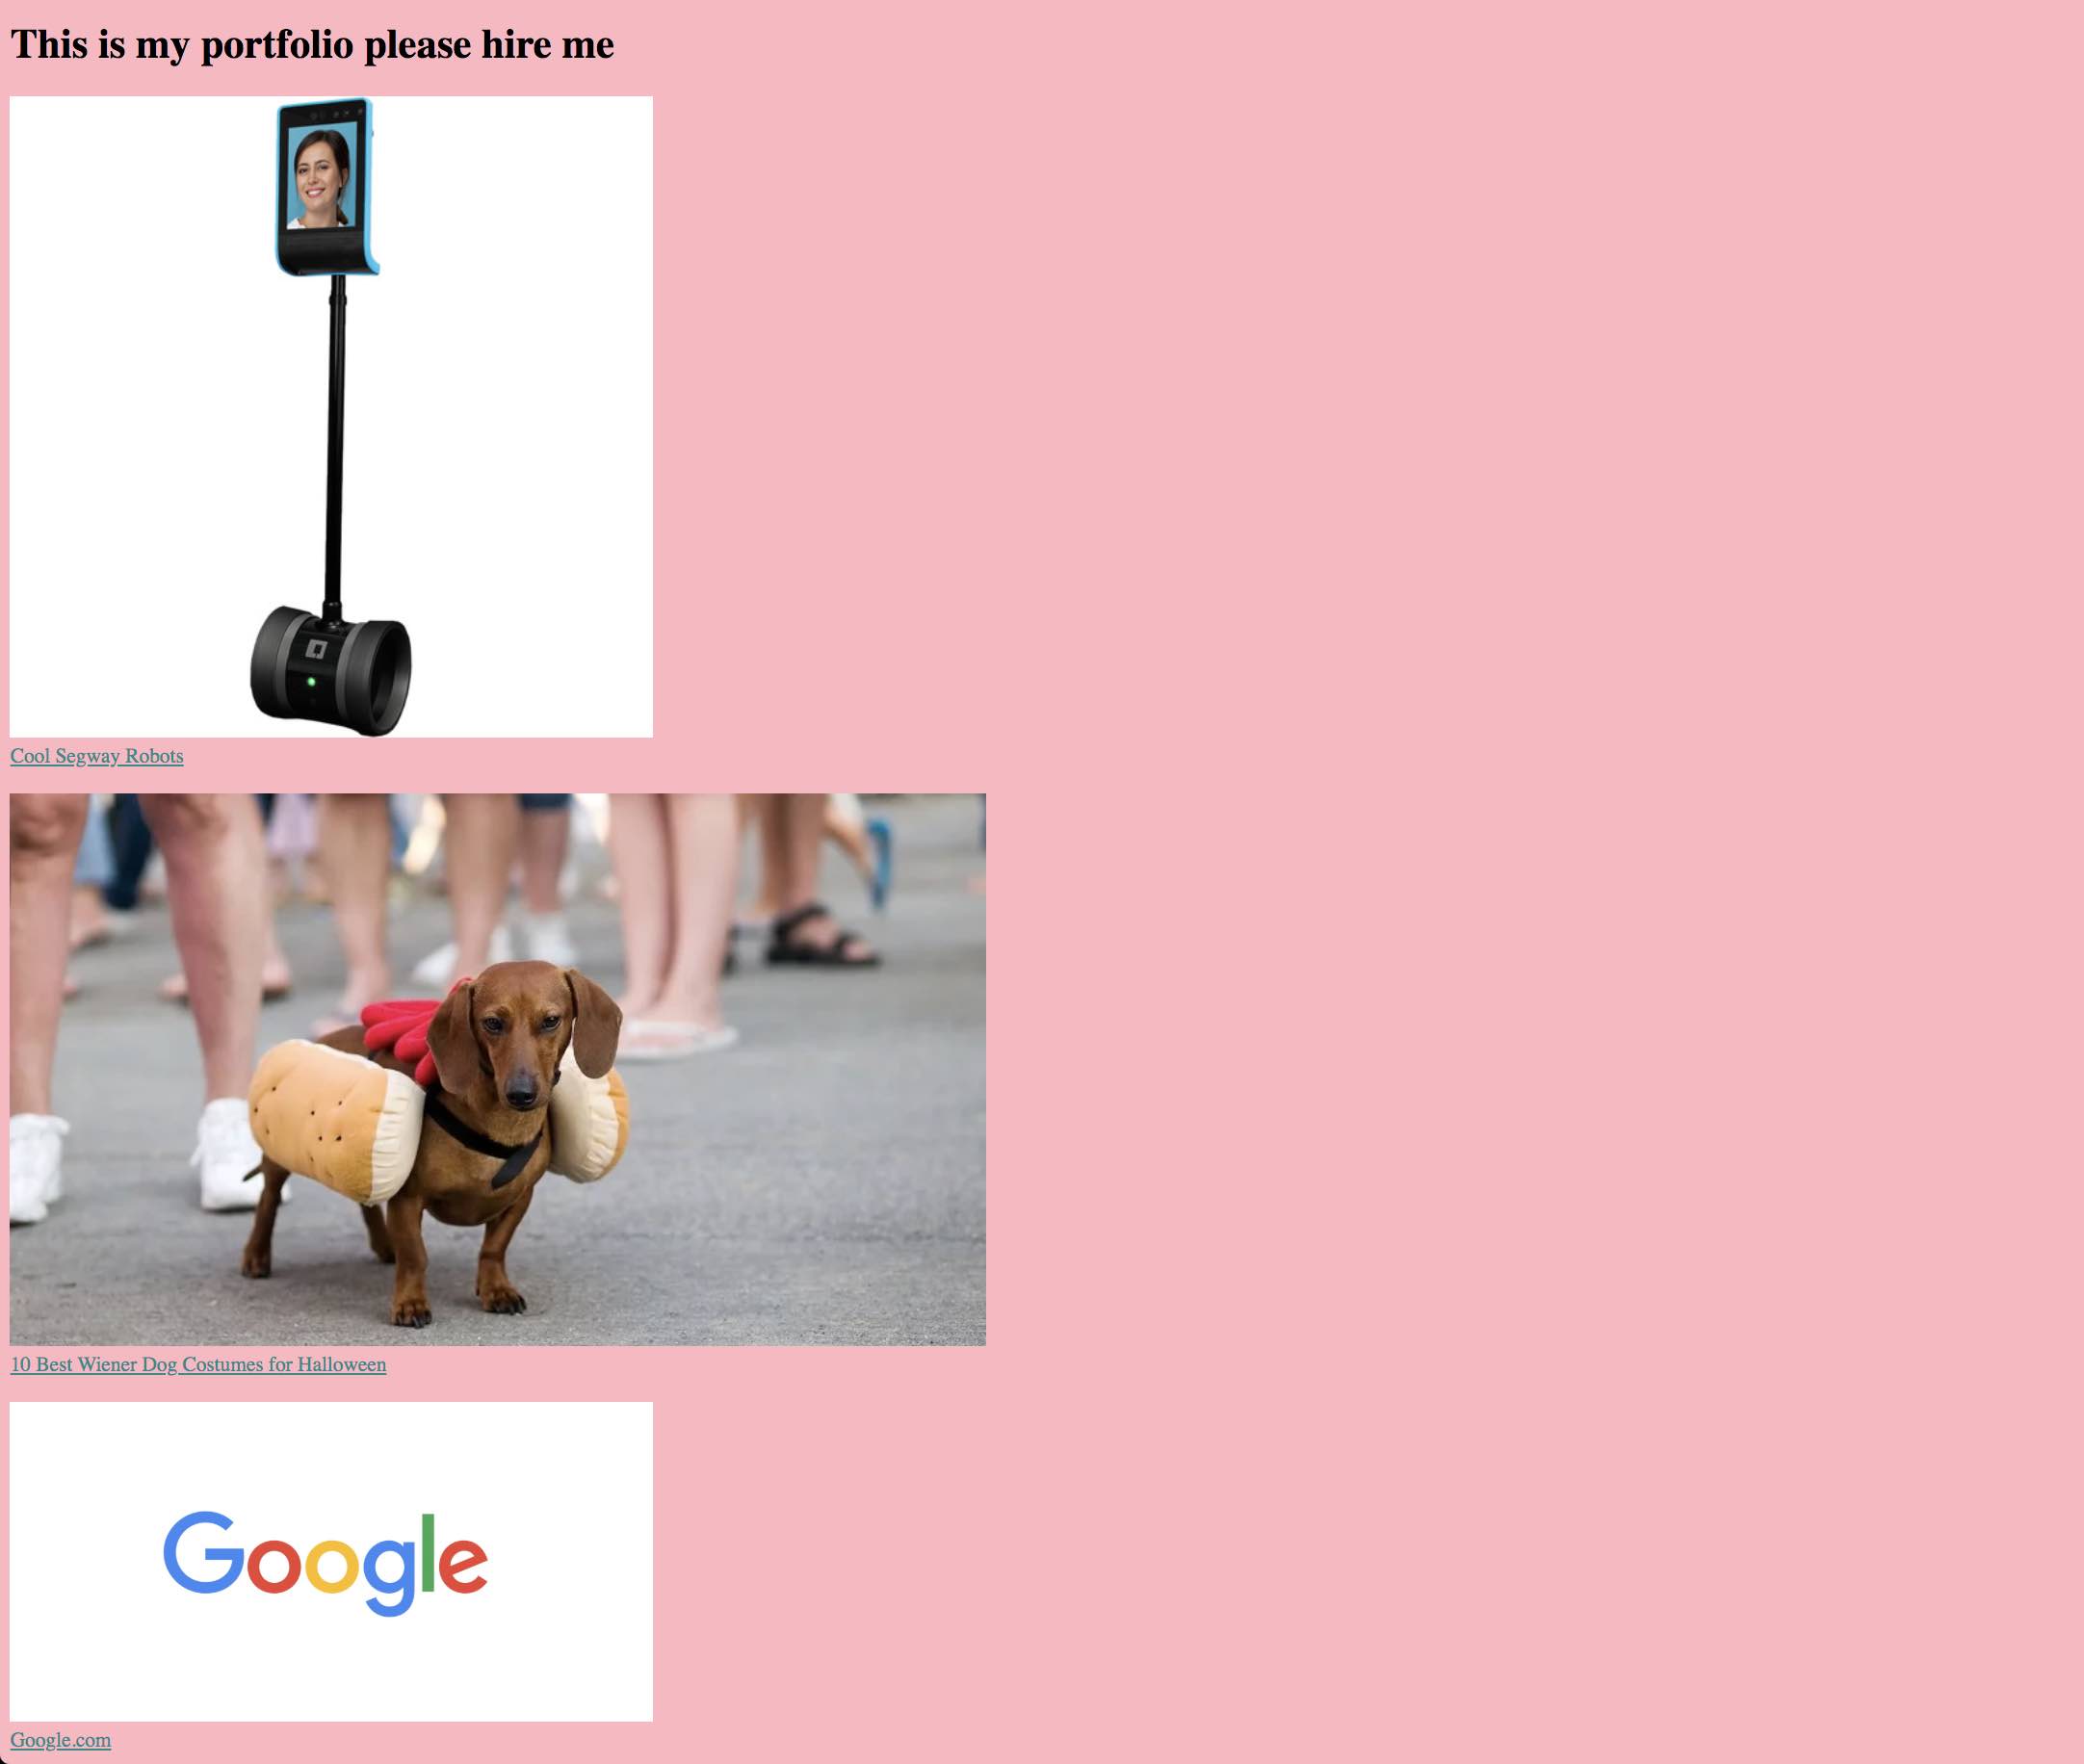 This is my portfolio please hire me
Cool Segway Robots
10 Best Wiener Dog Costumes for Halloween
Google
Google.com